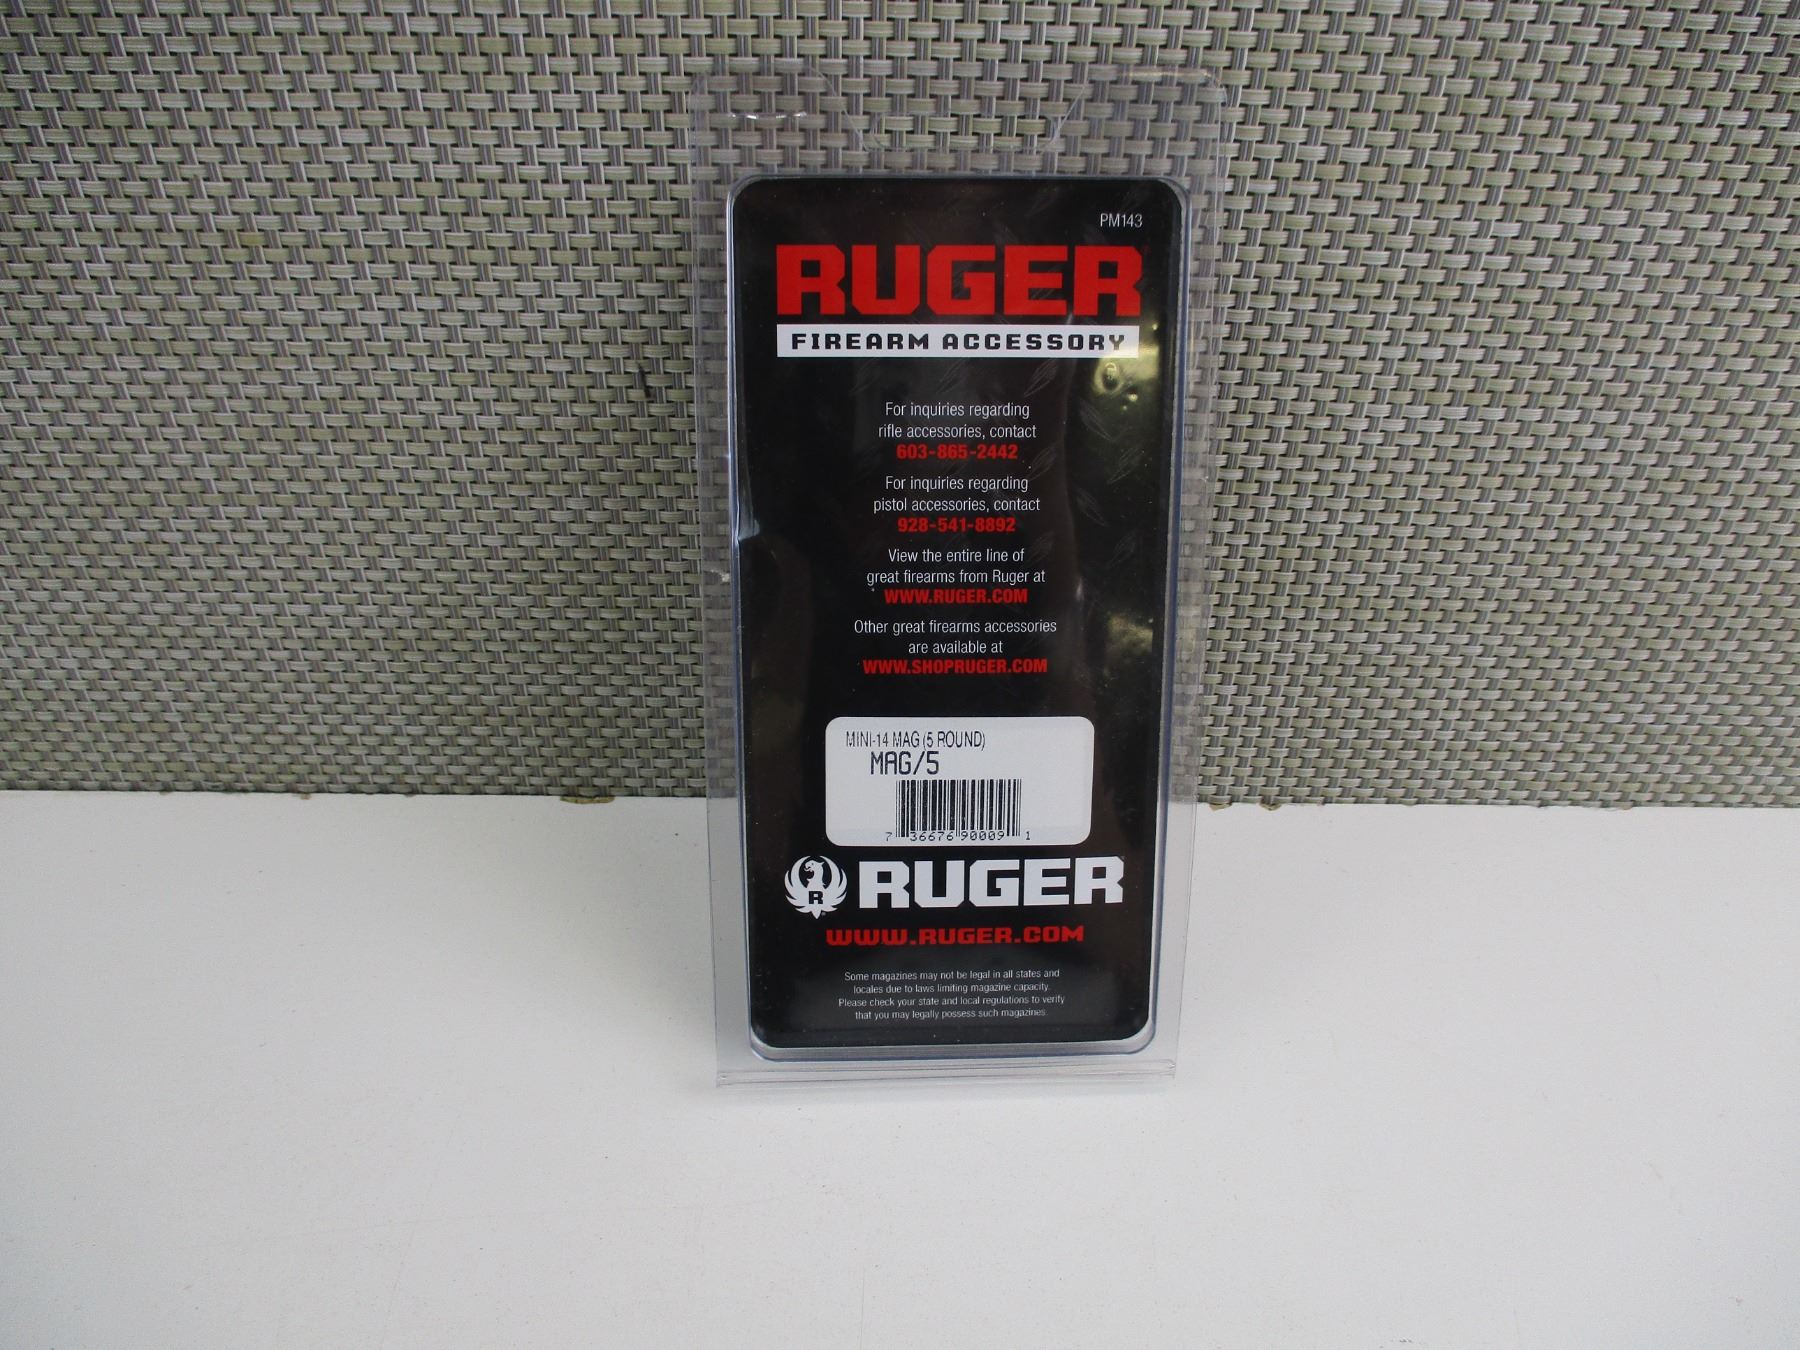 PM143
RUGER
FIREARM ACCESSORY
For inquiries regarding
rifle accessories, contact
603-865-2442
For inquiries regarding
pistol accessories, contact
928-541-8892
View the entire line of
great firearms from Ruger at
WWW.RUGER.COM
Other great firearms accessories
are available at
WWW.SHOPRUGER.COM
MINI-14 MAG (5 ROUND)
MAG/5
7 36676 90009 1
R RUGER
WWW.RUGER.COM
Some magazines may not be legal in all states and
locales due to laws limiting magazine capacity.
Please check your state and local regulations to verify
that you may legally possess such magazines.